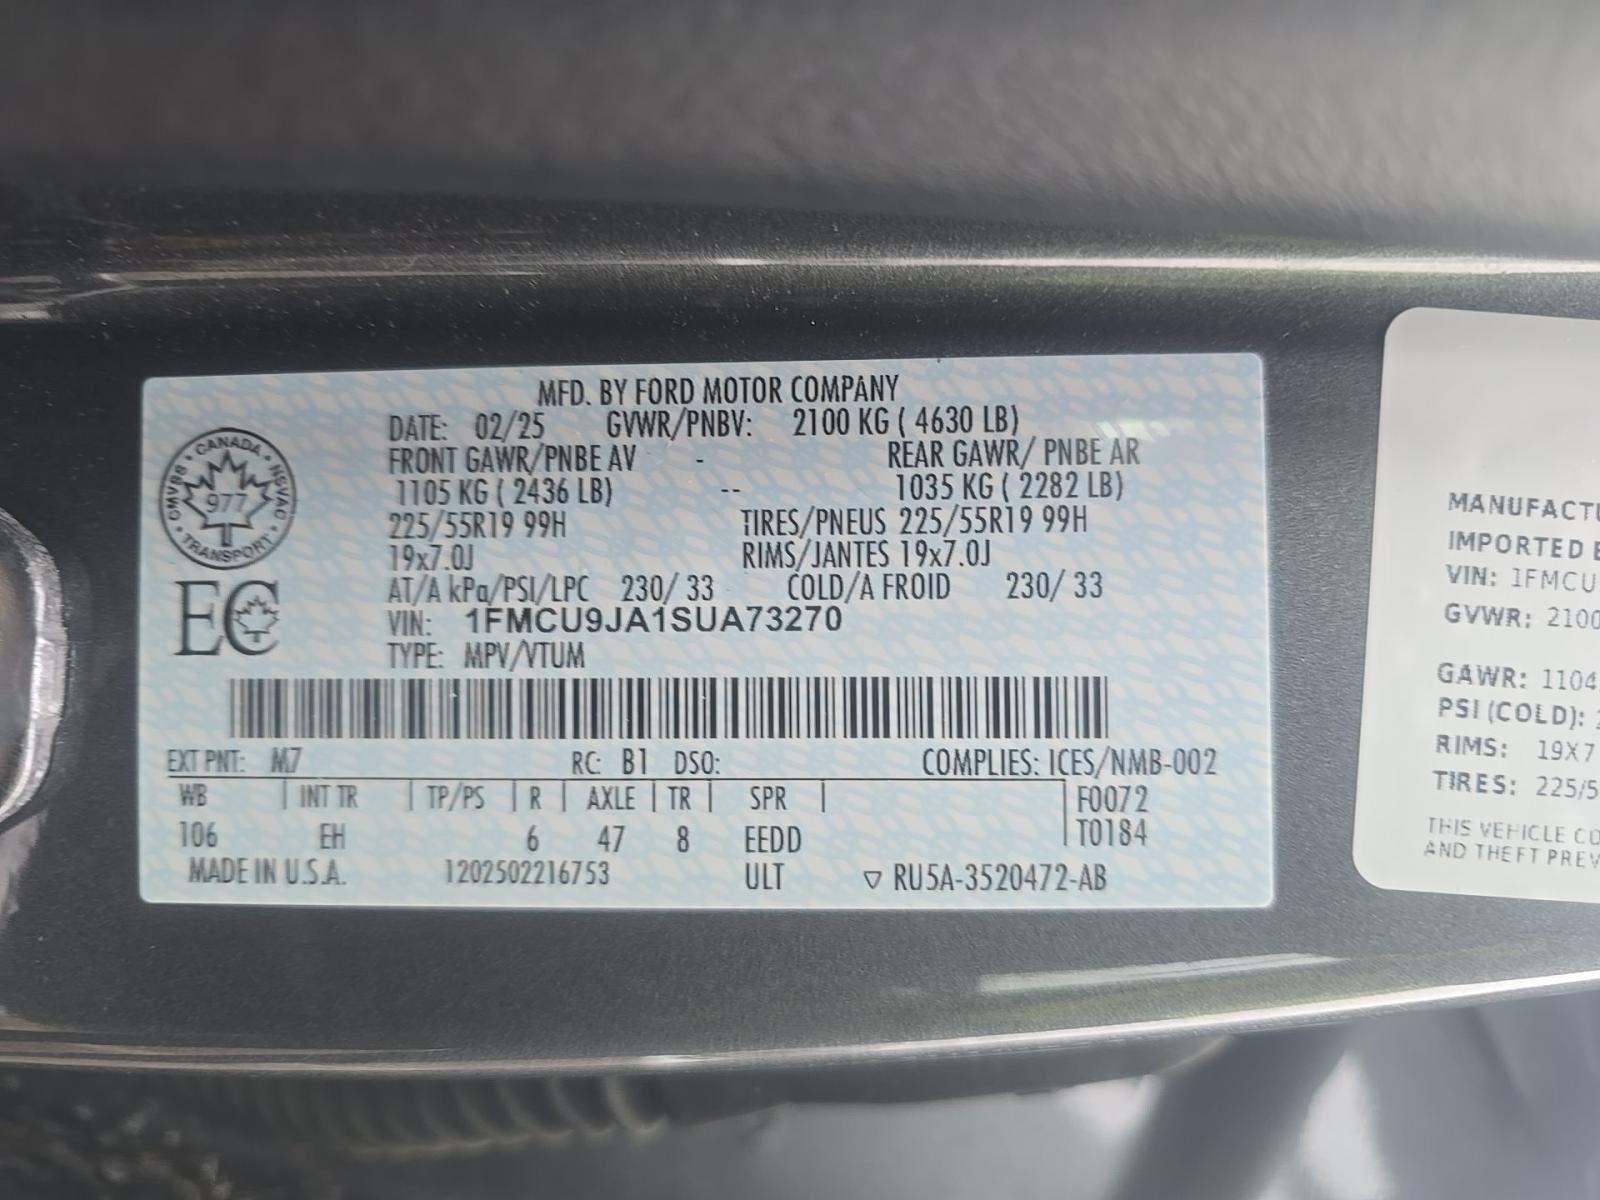 MFD. BY FORD MOTOR COMPANY
DATE: 02/25 GVWR/PNBV: 2100 KG ( 4630 LB)
FRONT GAWR/PNBE AV - REAR GAWR/ PNBE AR
1105 KG ( 2436 LB) -- 1035 KG ( 2282 LB)
225/55R19 99H TIRES/PNEUS 225/55R19 99H
19x7.0J RIMS/JANTES 19x7.0J
AT/A kPa/PSI/LPC 230/ 33 COLD/A FROID 230/ 33
VIN: 1FMCU9JA1SUA73270
TYPE: MPV/VTUM
CANADA
CMVSS NSVAC
977
TRANSPORT
EC
EXT PNT: M7 RC: B1 DSO: COMPLIES: ICES/NMB-002
WB | INT TR | TP/PS | R | AXLE | TR | SPR | | F0072
106 EH 6 47 8 EEDD | T0184
MADE IN U.S.A. 1202502216753 ULT ▽ RU5A-3520472-AB
MANUFACTU
IMPORTED B
VIN: 1FMCU
GVWR: 2100
GAWR: 1104
PSI (COLD):
RIMS: 19X7
TIRES: 225/5
THIS VEHICLE CO
AND THEFT PREV